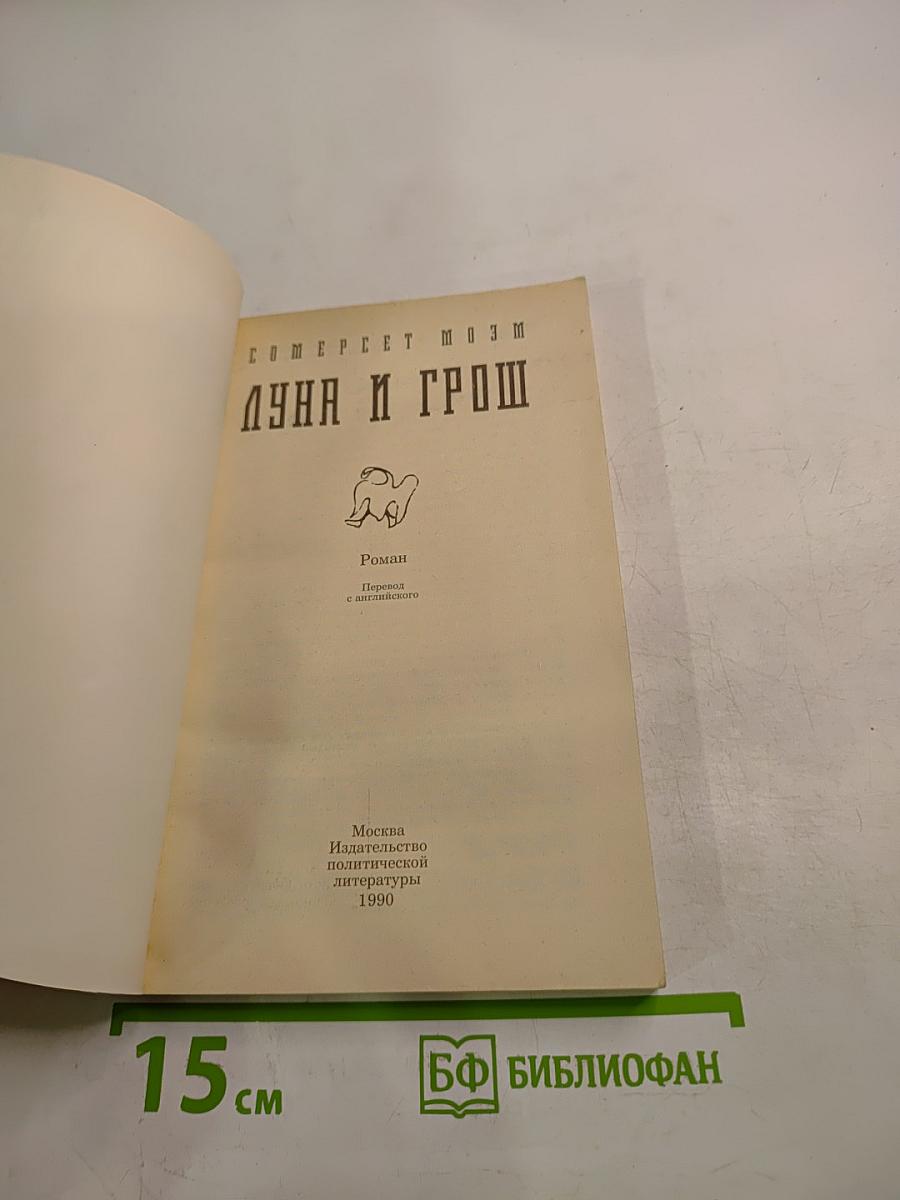 СОМЕРСЕТ МОЭМ
ЛУНА И ГРОШ
Роман
Перевод
с английского
Москва
Издательство
политической
литературы
1990
15 см
БФ БИБЛИОФАН